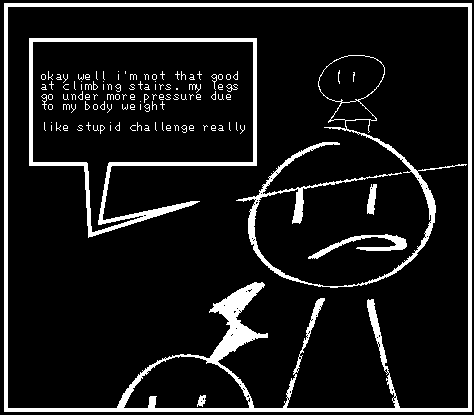 okay well i'm not that good
at climbing stairs. my legs
go under more pressure due
to my body weight
like stupid challenge really